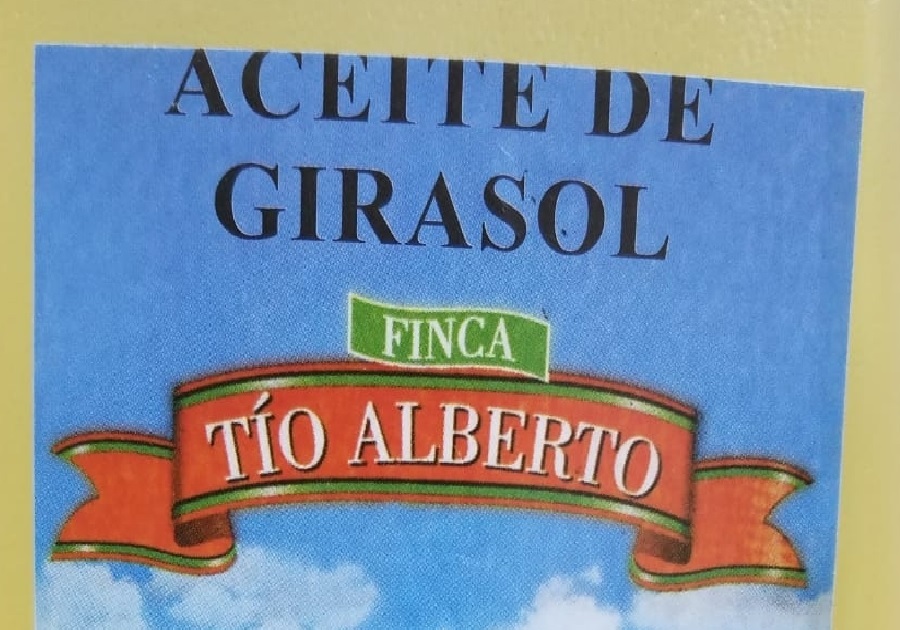 ACEITE DE
GIRASOL
FINCA
TÍO ALBERTO